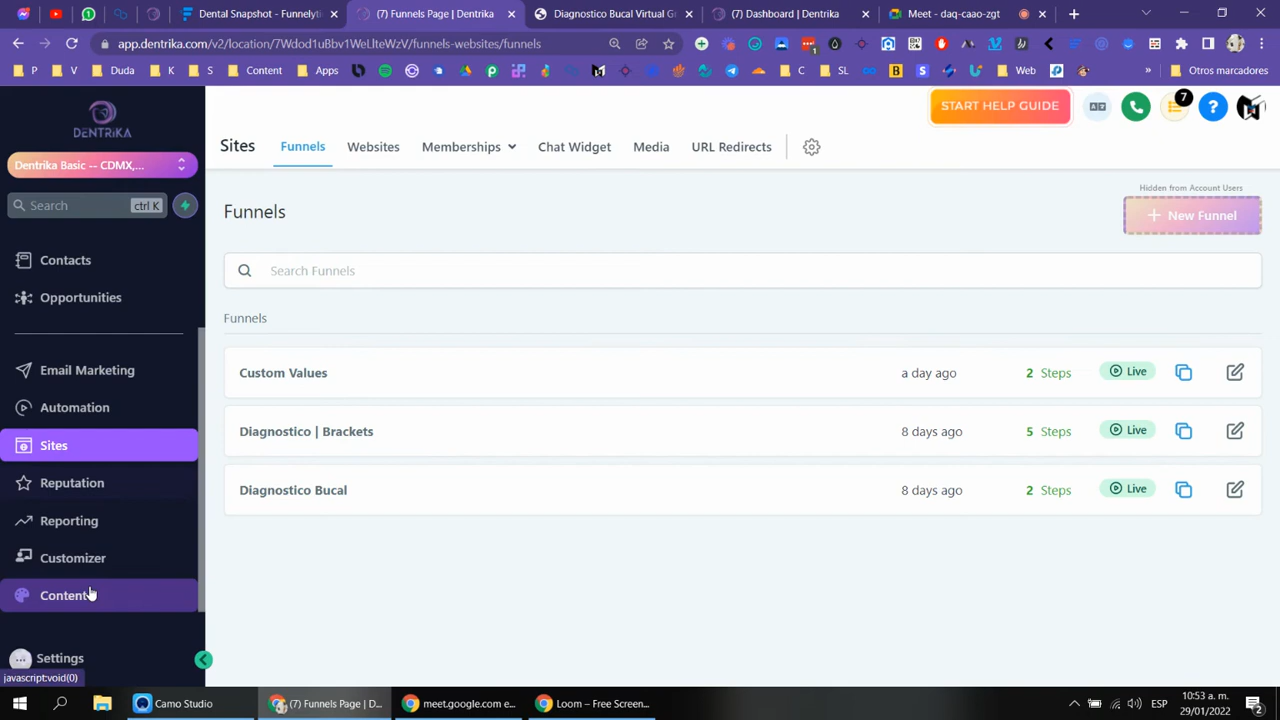 Dental Snapshot - Funnelyti
(7) Funnels Page | Dentrika
Diagnostico Bucal Virtual Gr
(7) Dashboard | Dentrika
Meet - daq-caao-zgt
app.dentrika.com/v2/location/7Wdod1uBbv1WeLlteWzV/funnels-websites/funnels
P
V
Duda
K
S
Content
Apps
C
SL
Web
Otros marcadores
DENTRIKA
Dentrika Basic -- CDMX,...
Search
ctrl K
Contacts
Opportunities
Email Marketing
Automation
Sites
Reputation
Reporting
Customizer
Content
Settings
javascript:void(0)
START HELP GUIDE
7
Sites
Funnels
Websites
Memberships
Chat Widget
Media
URL Redirects
Hidden from Account Users
Funnels
+ New Funnel
Search Funnels
Funnels
Custom Values
a day ago
2 Steps
Live
Diagnostico | Brackets
8 days ago
5 Steps
Live
Diagnostico Bucal
8 days ago
2 Steps
Live
Camo Studio
(7) Funnels Page | D...
meet.google.com e...
Loom – Free Screen...
ESP
10:53 a. m.
29/01/2022
2